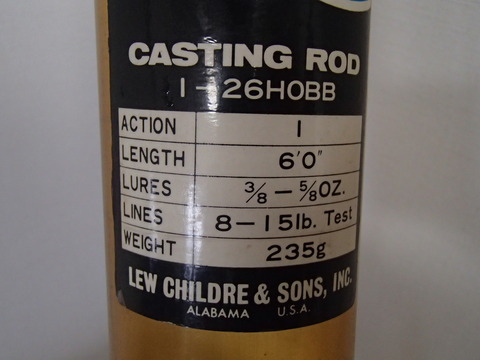 CASTING ROD
1-26HOBB
ACTION 1
LENGTH 6'0"
LURES 3/8-5/8OZ.
LINES 8-15lb. Test
WEIGHT 235g
LEW CHILDRE & SONS, INC.
ALABAMA U.S.A.